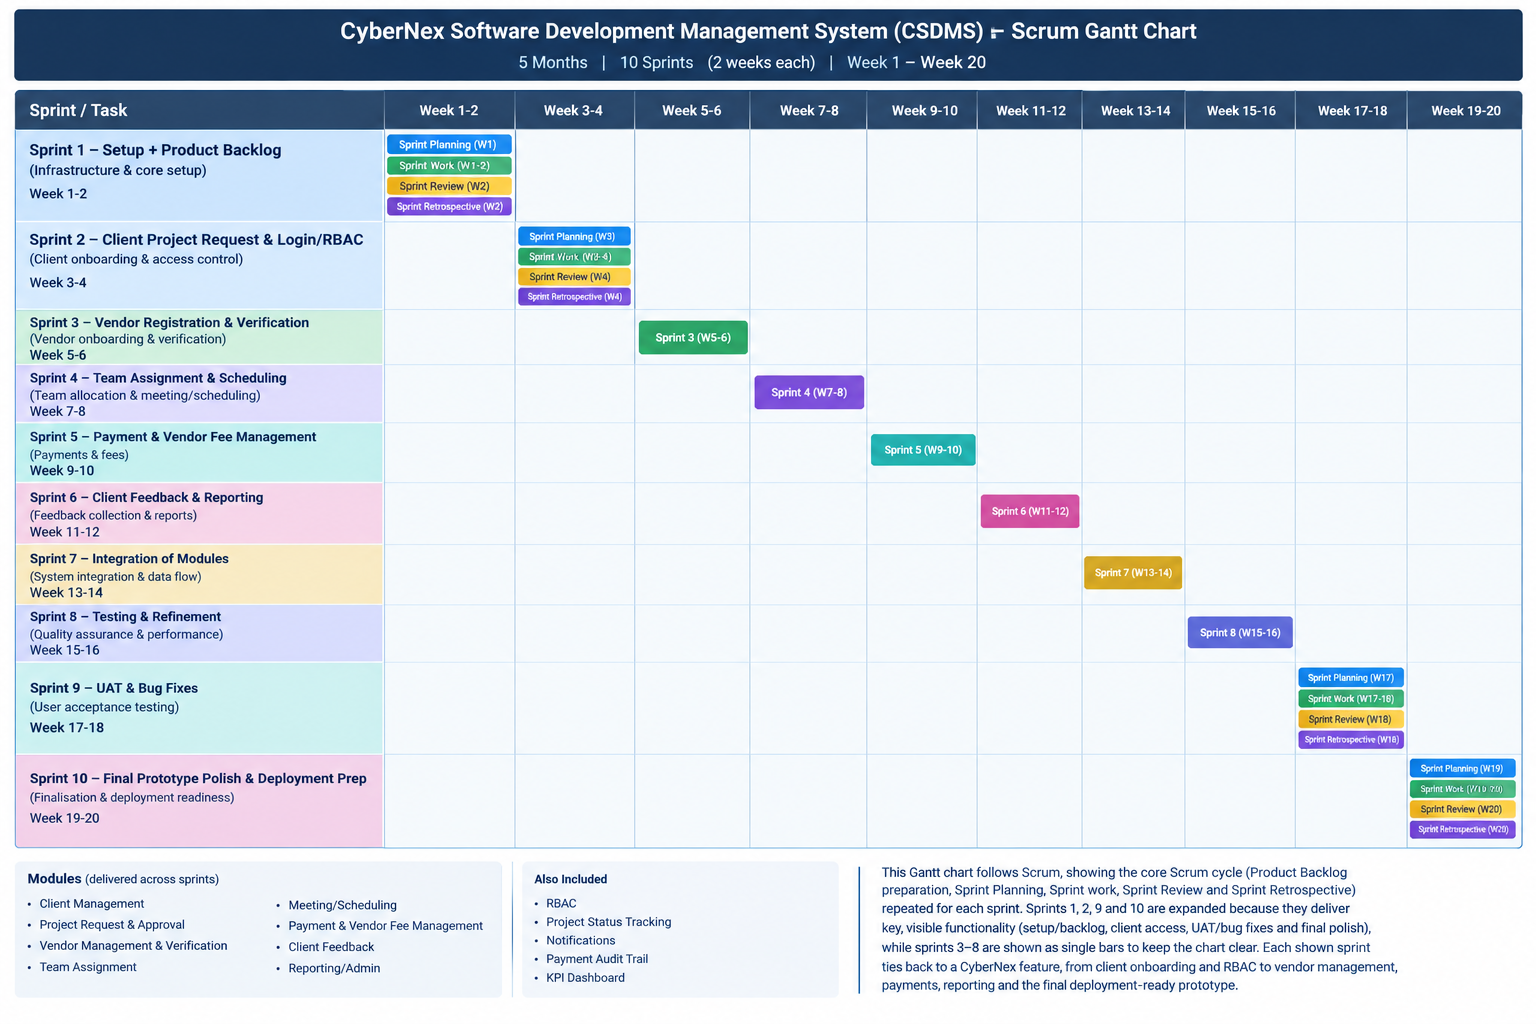 CyberNex Software Development Management System (CSDMS) – Scrum Gantt Chart
5 Months | 10 Sprints (2 weeks each) | Week 1 – Week 20
Sprint / Task
Week 1-2
Week 3-4
Week 5-6
Week 7-8
Week 9-10
Week 11-12
Week 13-14
Week 15-16
Week 17-18
Week 19-20
Sprint 1 – Setup + Product Backlog
(Infrastructure & core setup)
Week 1-2
Sprint Planning (W1)
Sprint Work (W1-2)
Sprint Review (W2)
Sprint Retrospective (W2)
Sprint 2 – Client Project Request & Login/RBAC
(Client onboarding & access control)
Week 3-4
Sprint Planning (W3)
Sprint Work (W3-4)
Sprint Review (W4)
Sprint Retrospective (W4)
Sprint 3 – Vendor Registration & Verification
(Vendor onboarding & verification)
Week 5-6
Sprint 3 (W5-6)
Sprint 4 – Team Assignment & Scheduling
(Team allocation & meeting/scheduling)
Week 7-8
Sprint 4 (W7-8)
Sprint 5 – Payment & Vendor Fee Management
(Payments & fees)
Week 9-10
Sprint 5 (W9-10)
Sprint 6 – Client Feedback & Reporting
(Feedback collection & reports)
Week 11-12
Sprint 6 (W11-12)
Sprint 7 – Integration of Modules
(System integration & data flow)
Week 13-14
Sprint 7 (W13-14)
Sprint 8 – Testing & Refinement
(Quality assurance & performance)
Week 15-16
Sprint 8 (W15-16)
Sprint 9 – UAT & Bug Fixes
(User acceptance testing)
Week 17-18
Sprint Planning (W17)
Sprint Work (W17-18)
Sprint Review (W18)
Sprint Retrospective (W18)
Sprint 10 – Final Prototype Polish & Deployment Prep
(Finalisation & deployment readiness)
Week 19-20
Sprint Planning (W19)
Sprint Work
Sprint Review (W20)
Sprint Retrospective (W20)
Modules (delivered across sprints)
• Client Management
• Project Request & Approval
• Vendor Management & Verification
• Team Assignment
• Meeting/Scheduling
• Payment & Vendor Fee Management
• Client Feedback
• Reporting/Admin
Also Included
• RBAC
• Project Status Tracking
• Notifications
• Payment Audit Trail
• KPI Dashboard
This Gantt chart follows Scrum, showing the core Scrum cycle (Product Backlog
preparation, Sprint Planning, Sprint work, Sprint Review and Sprint Retrospective)
repeated for each sprint. Sprints 1, 2, 9 and 10 are expanded because they deliver
key, visible functionality (setup/backlog, client access, UAT/bug fixes and final polish),
while sprints 3–8 are shown as single bars to keep the chart clear. Each shown sprint
ties back to a CyberNex feature, from client onboarding and RBAC to vendor management,
payments, reporting and the final deployment-ready prototype.